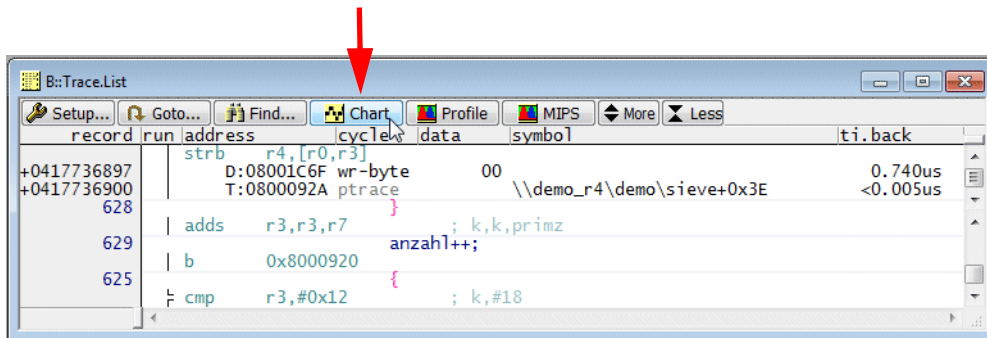 B::Trace.List
Setup... Goto... Find... Chart Profile MIPS More Less
record run address cycle data symbol ti.back
strb r4,[r0,r3]
+0417736897 D:08001C6F wr-byte 00 0.740us
+0417736900 T:0800092A ptrace \\demo_r4\demo\sieve+0x3E <0.005us
628 }
adds r3,r3,r7 ; k,k,primz
629 anzahl++;
b 0x8000920
625 {
cmp r3,#0x12 ; k,#18